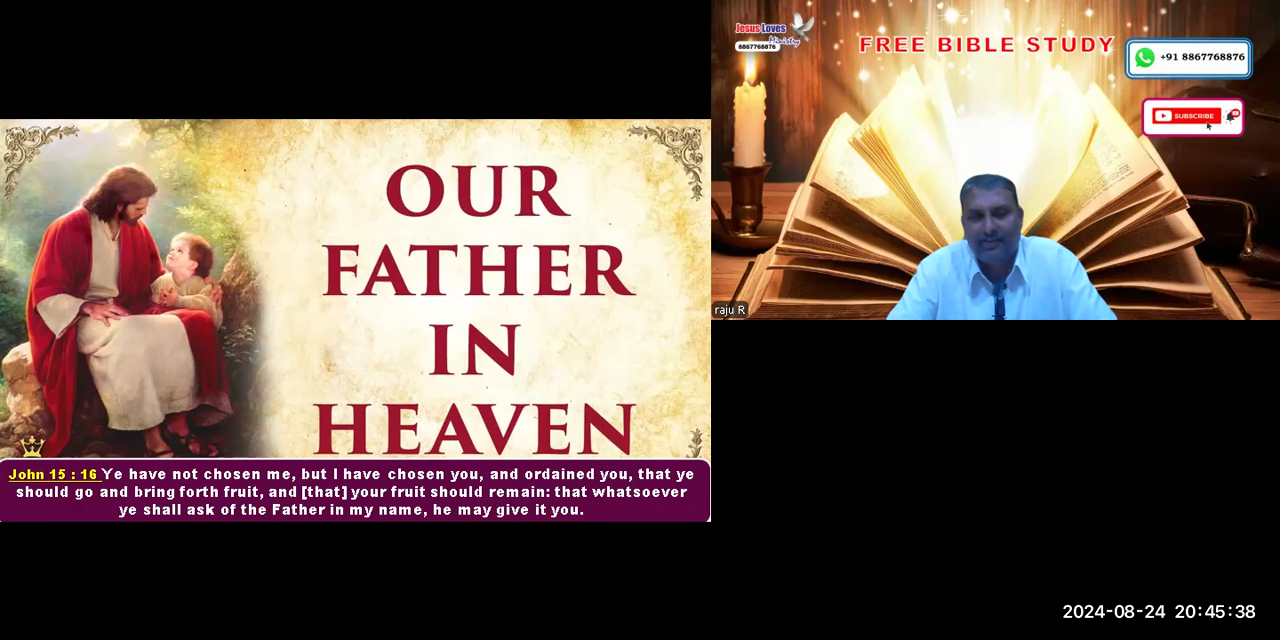 OUR
FATHER
IN
HEAVEN
John 15 : 16 Ye have not chosen me, but I have chosen you, and ordained you, that ye
should go and bring forth fruit, and [that] your fruit should remain: that whatsoever
ye shall ask of the Father in my name, he may give it you.
Jesus Loves
Ministry
8867768876
FREE BIBLE STUDY
+91 8867768876
SUBSCRIBE
raju R
2024-08-24 20:45:38